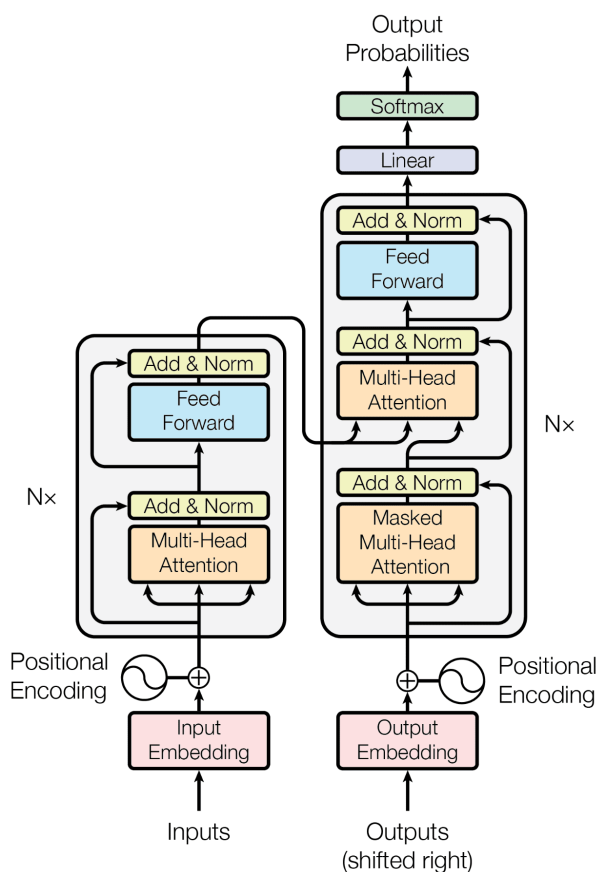 Output
Probabilities
Softmax
Linear
Add & Norm
Feed
Forward
Add & Norm
Multi-Head
Attention
Add & Norm
Masked
Multi-Head
Attention
N×
Add & Norm
Feed
Forward
Add & Norm
Multi-Head
Attention
N×
Positional
Encoding
Positional
Encoding
Input
Embedding
Output
Embedding
Inputs
Outputs
(shifted right)